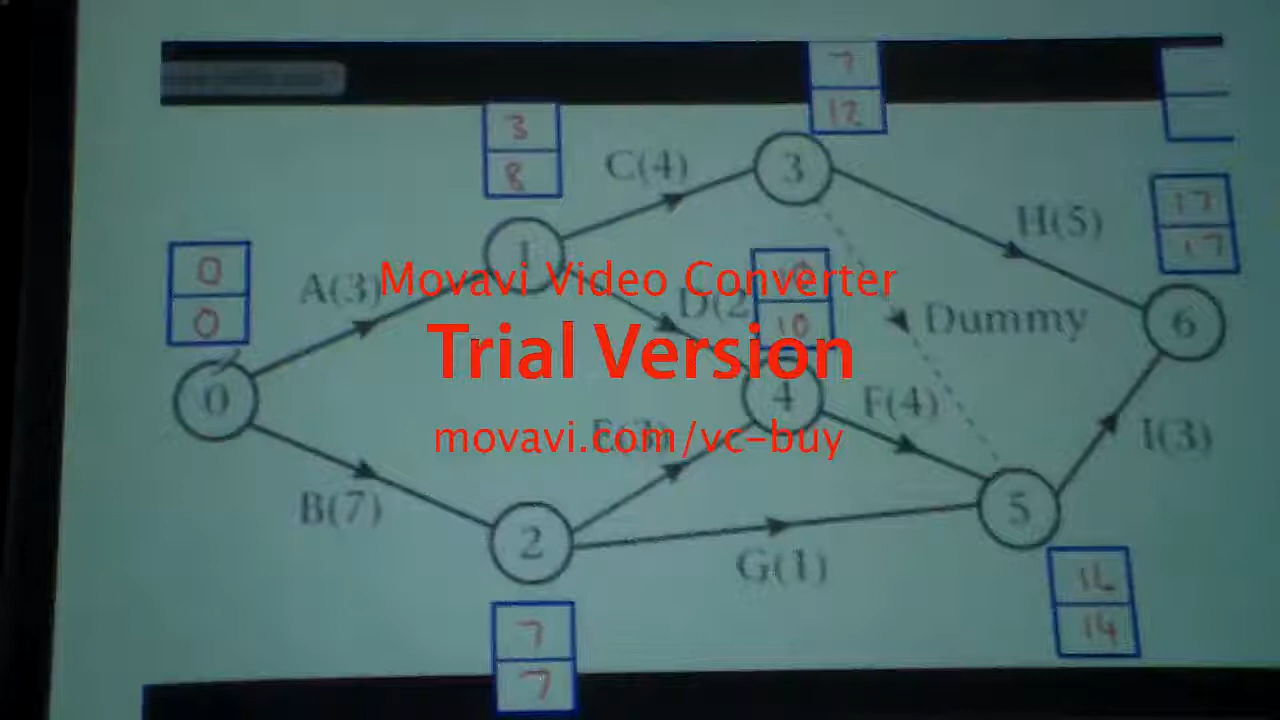 7
12
3
8
C(4)
3
H(5)
17
17
0
0
A(3)
1
Movavi Video Converter
D(2
10
Dummy
6
Trial Version
0
4
F(4)
movavi.com/vc-buy
I(3)
B(7)
2
5
G(1)
14
7
7